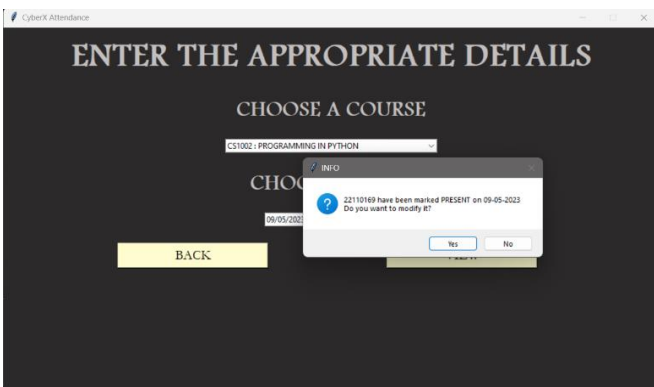 CyberX Attendance
ENTER THE APPROPRIATE DETAILS
CHOOSE A COURSE
CS1002 : PROGRAMMING IN PYTHON
INFO
CHO
22110169 have been marked PRESENT on 09-05-2023
Do you want to modify it?
09/05/2023
Yes No
BACK